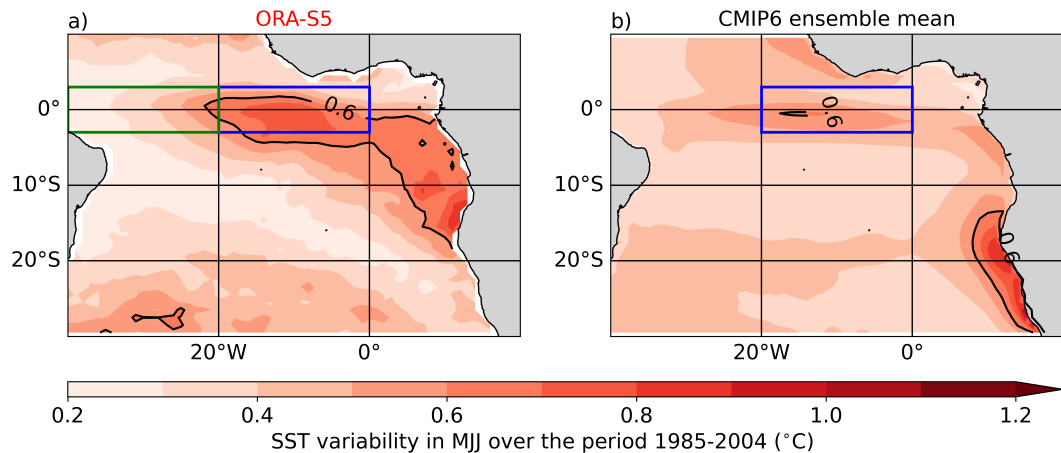 a) ORA-S5
b) CMIP6 ensemble mean
0°
10°S
20°S
20°W 0°
0.6
0°
10°S
20°S
20°W 0°
0.6
0.6
0.2 0.4 0.6 0.8 1.0 1.2
SST variability in MJJ over the period 1985-2004 (°C)